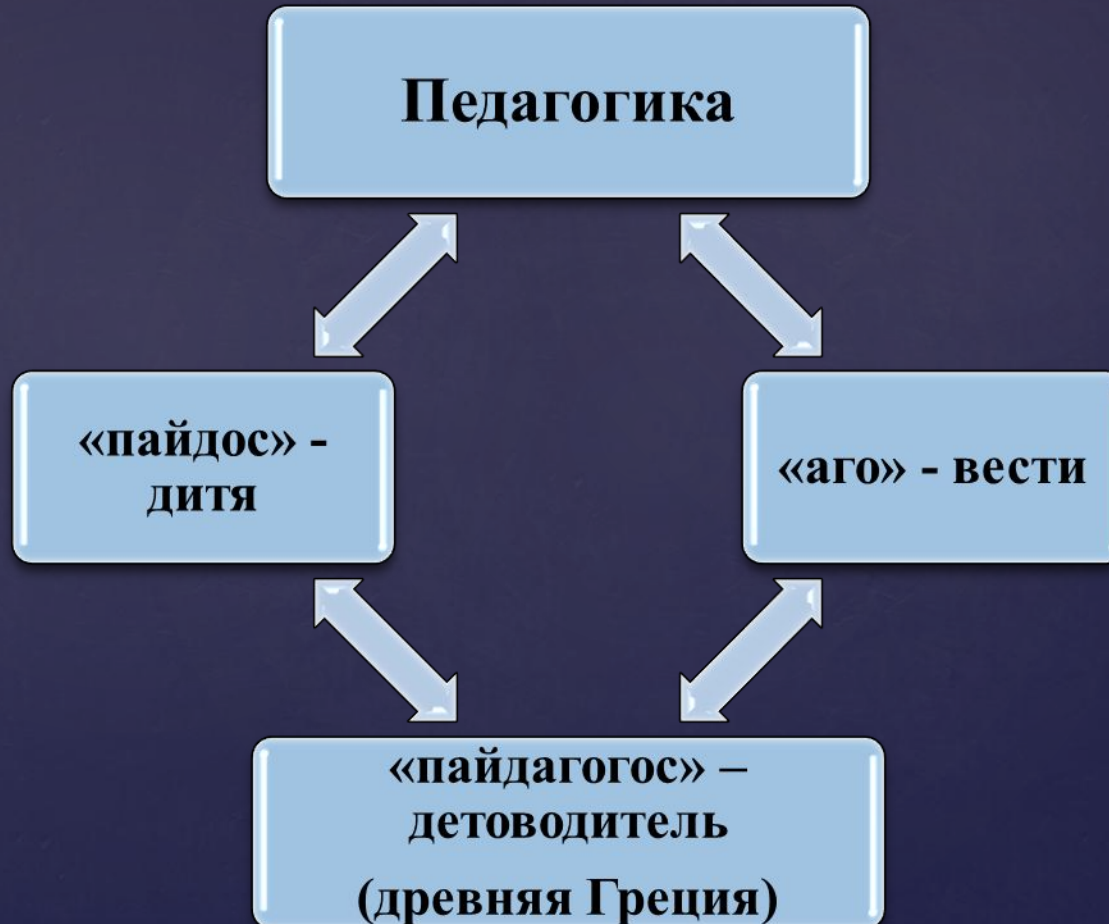 Педагогика
«пайдос» -
дитя
«аго» - вести
«пайдагогос» –
детоводитель
(древняя Греция)